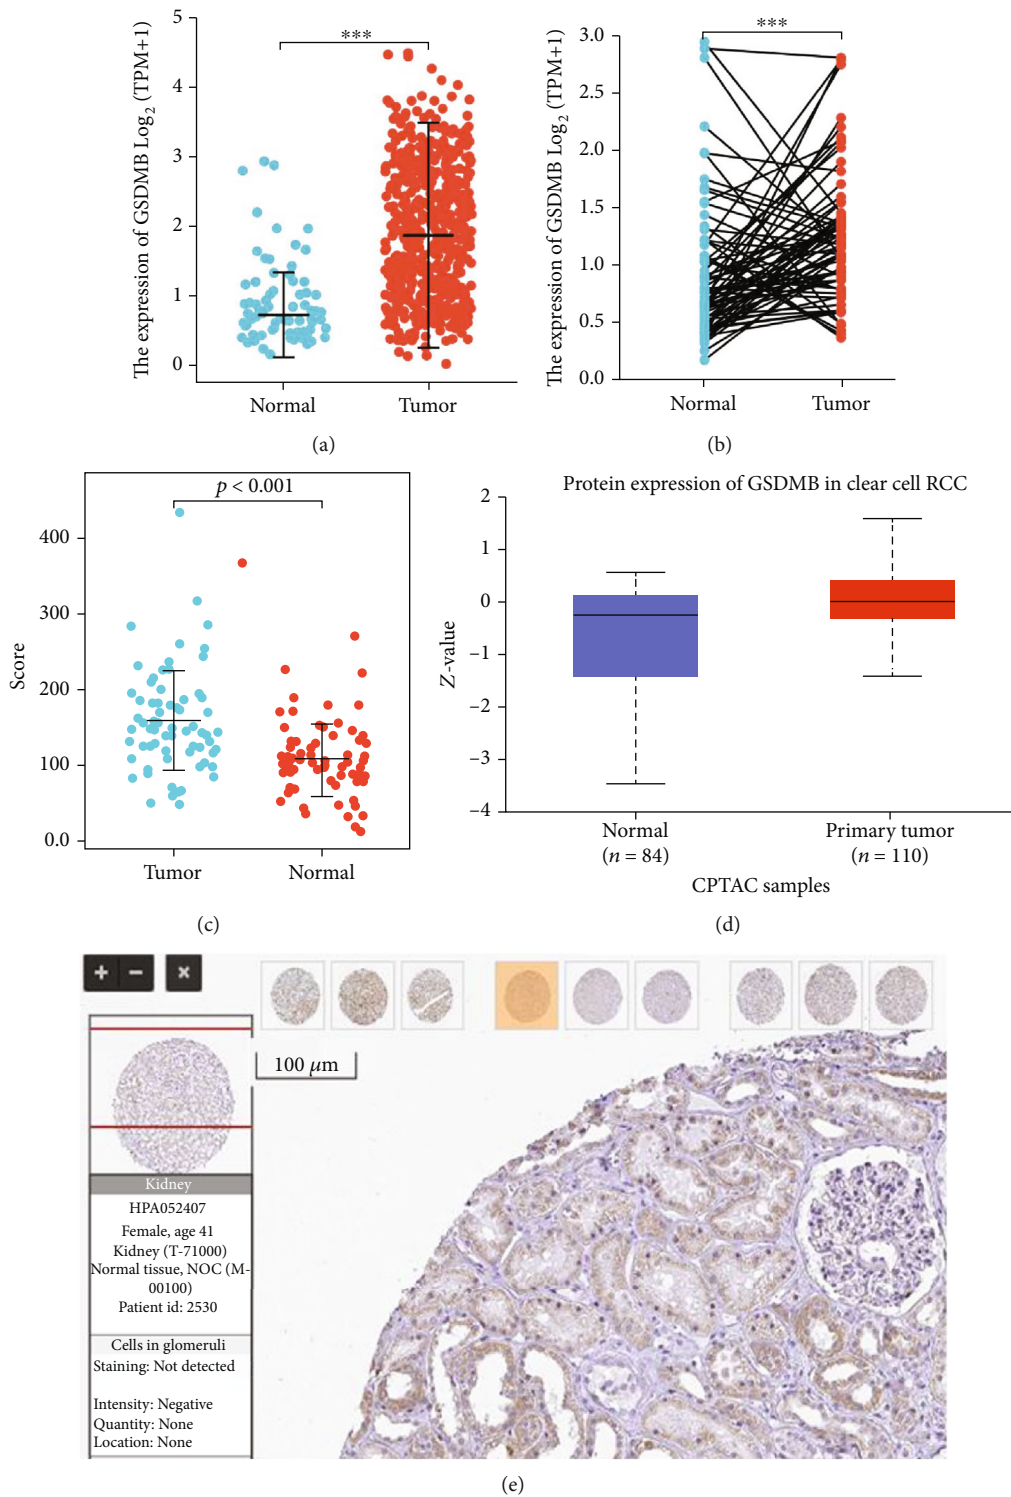 The expression of GSDMB Log2 (TPM+1)
5
4
3
2
1
0
***
Normal
Tumor
(a)
The expression of GSDMB Log2 (TPM+1)
3.0
2.5
2.0
1.5
1.0
0.5
0.0
***
Normal
Tumor
(b)
Score
400
300
200
100
0.0
p < 0.001
Tumor
Normal
(c)
Protein expression of GSDMB in clear cell RCC
Z-value
2
1
0
−1
−2
−3
−4
Normal
(n = 84)
Primary tumor
(n = 110)
CPTAC samples
(d)
+ − ×
100 μm
Kidney
HPA052407
Female, age 41
Kidney (T-71000)
Normal tissue, NOC (M-
00100)
Patient id: 2530
Cells in glomeruli
Staining: Not detected
Intensity: Negative
Quantity: None
Location: None
(e)